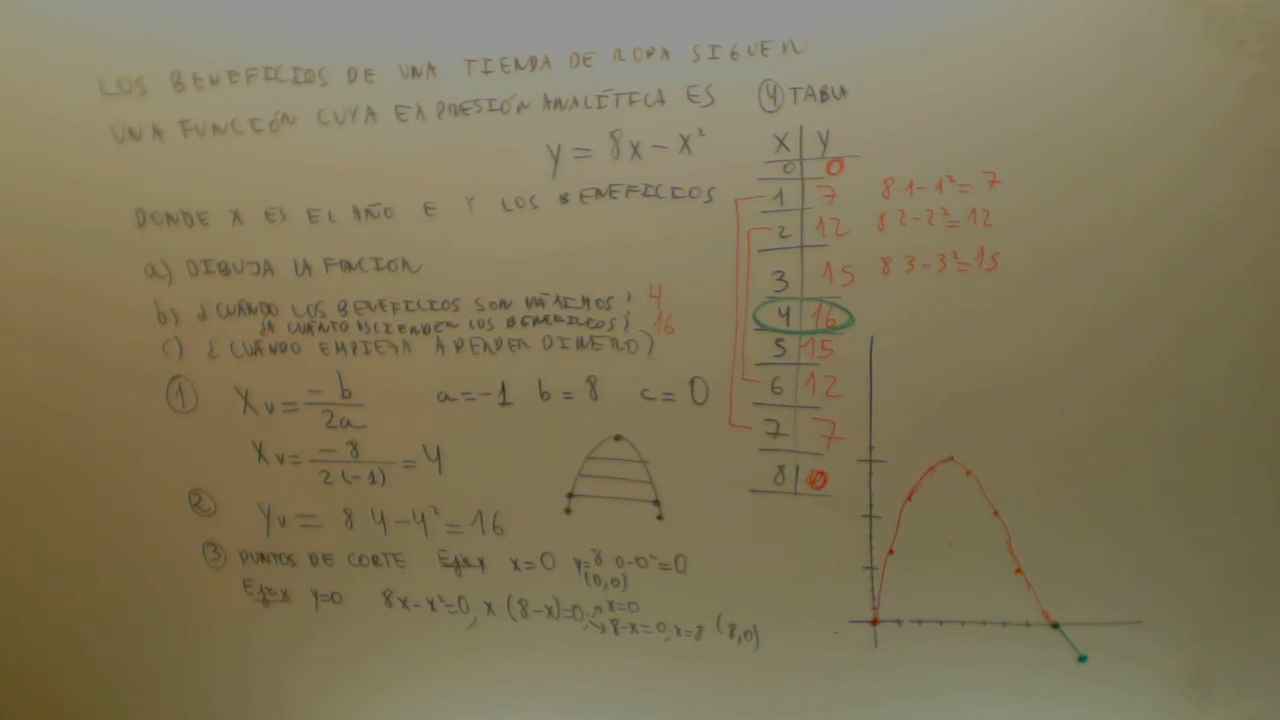 LOS BENEFICIOS DE UNA TIENDA DE ROPA SIGUEN
UNA FUNCIÓN CUYA EXPRESIÓN ANALÍTICA ES
y = 8x - x²
DONDE X ES EL AÑO E Y LOS BENEFICIOS
a) DIBUJA LA FUNCIÓN
b) ¿CUÁNDO LOS BENEFICIOS SON MÁXIMOS? 4
¿A CUÁNTO ASCIENDEN LOS BENEFICIOS? 16
c) ¿CUÁNDO EMPIEZA A PERDER DINERO?
① Xv = -b/2a a=-1 b=8 c=0
Xv = -8/2(-1) = 4
② Yv = 8 4 - 4² = 16
③ PUNTOS DE CORTE Eje Y x=0 y=8 0-0²=0
(0,0)
Eje X y=0 8x-x²=0, x(8-x)=0 x=0
8-x=0, x=8 (8,0)
④ TABLA
X Y
0 0
1 7 8 1-1²=7
2 12 8 2-2²=12
3 15 8 3-3²=15
4 16
5 15
6 12
7 7
8 0